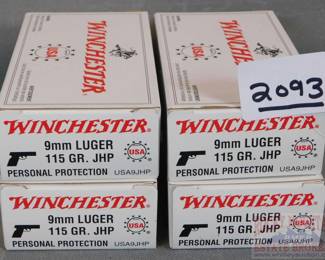 WINCHESTER
USA
WINCHESTER
USA
2093
WINCHESTER®
9mm LUGER
115 GR. JHP
USA
PERSONAL PROTECTION USA9JHP
WINCHESTER®
9mm LUGER
115 GR. JHP
USA
PERSONAL PROTECTION USA9JHP
WINCHESTER®
9mm LUGER
115 GR. JHP
USA
PERSONAL PROTECTION USA9JHP
WINCHESTER®
9mm LUGER
115 GR. JHP
USA
PERSONAL PROTECTION USA9JHP